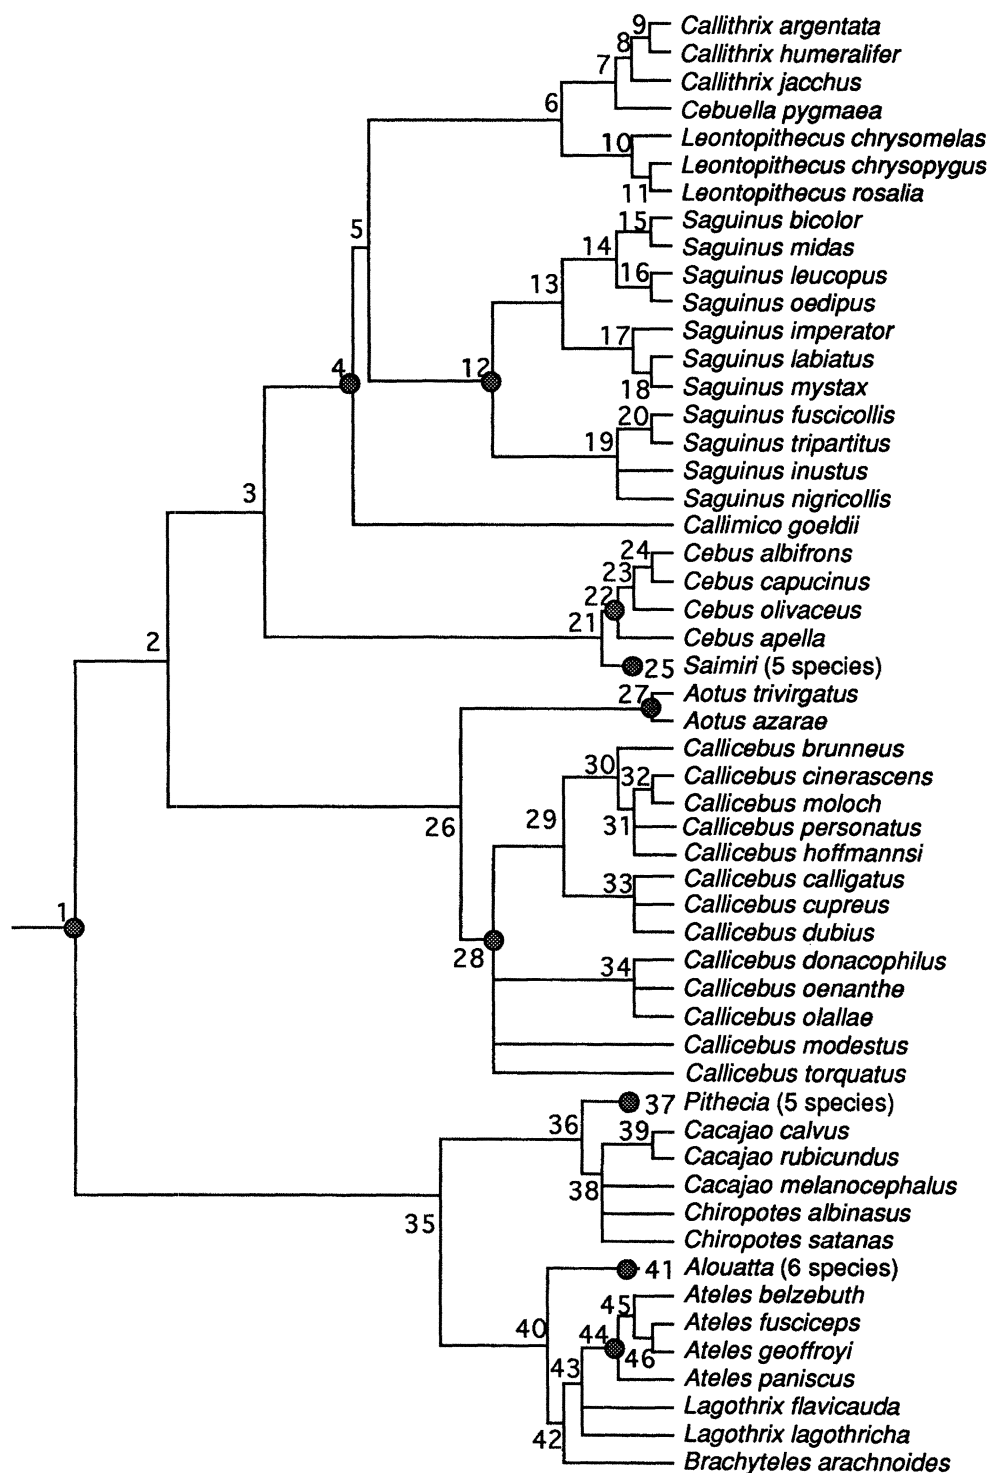 9 Callithrix argentata
8 Callithrix humeralifer
7 Callithrix jacchus
6 Cebuella pygmaea
10 Leontopithecus chrysomelas
Leontopithecus chrysopygus
11 Leontopithecus rosalia
15 Saguinus bicolor
5 14 Saguinus midas
16 Saguinus leucopus
13 Saguinus oedipus
17 Saguinus imperator
Saguinus labiatus
4 12 18 Saguinus mystax
20 Saguinus fuscicollis
19 Saguinus tripartitus
Saguinus inustus
3 Saguinus nigricollis
Callimico goeldii
24 Cebus albifrons
23 Cebus capucinus
22 Cebus olivaceus
21 Cebus apella
2 25 Saimiri (5 species)
27 Aotus trivirgatus
Aotus azarae
Callicebus brunneus
30 32 Callicebus cinerascens
Callicebus moloch
26 29 31 Callicebus personatus
Callicebus hoffmannsi
33 Callicebus calligatus
1 Callicebus cupreus
Callicebus dubius
28 34 Callicebus donacophilus
Callicebus oenanthe
Callicebus olallae
Callicebus modestus
Callicebus torquatus
37 Pithecia (5 species)
36 39 Cacajao calvus
Cacajao rubicundus
38 Cacajao melanocephalus
35 Chiropotes albinasus
Chiropotes satanas
41 Alouatta (6 species)
45 Ateles belzebuth
40 44 Ateles fusciceps
46 Ateles geoffroyi
43 Ateles paniscus
Lagothrix flavicauda
42 Lagothrix lagothricha
Brachyteles arachnoides